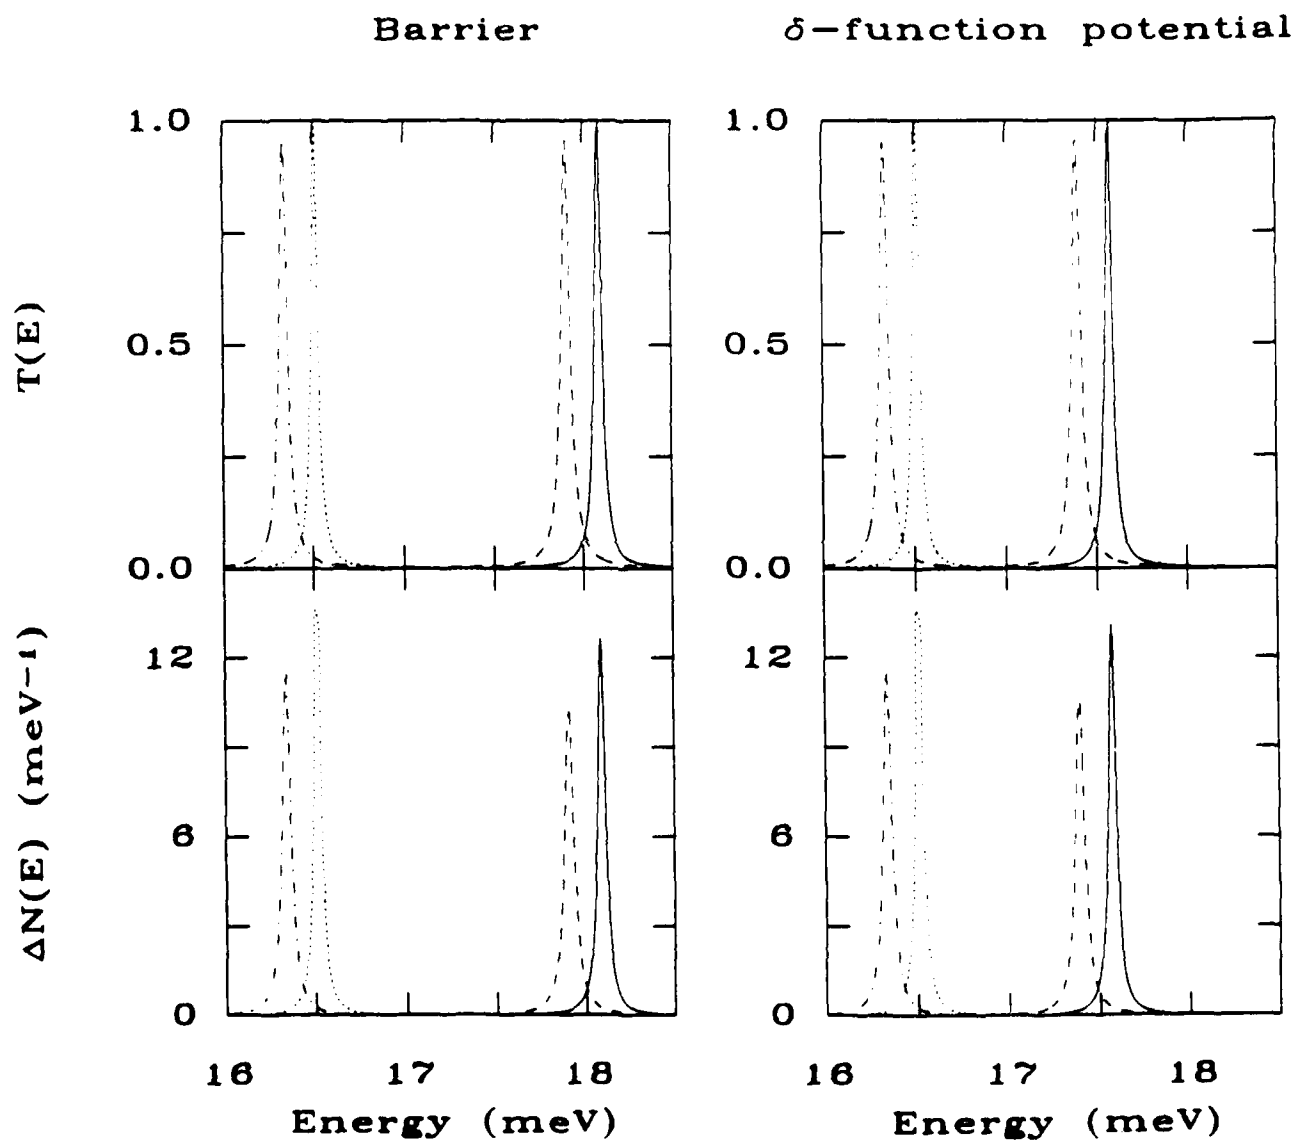 Barrier
δ-function potential
T(E)
1.0
0.5
0.0
1.0
0.5
0.0
ΔN(E) (meV⁻¹)
12
6
0
12
6
0
16 17 18
16 17 18
Energy (meV)
Energy (meV)